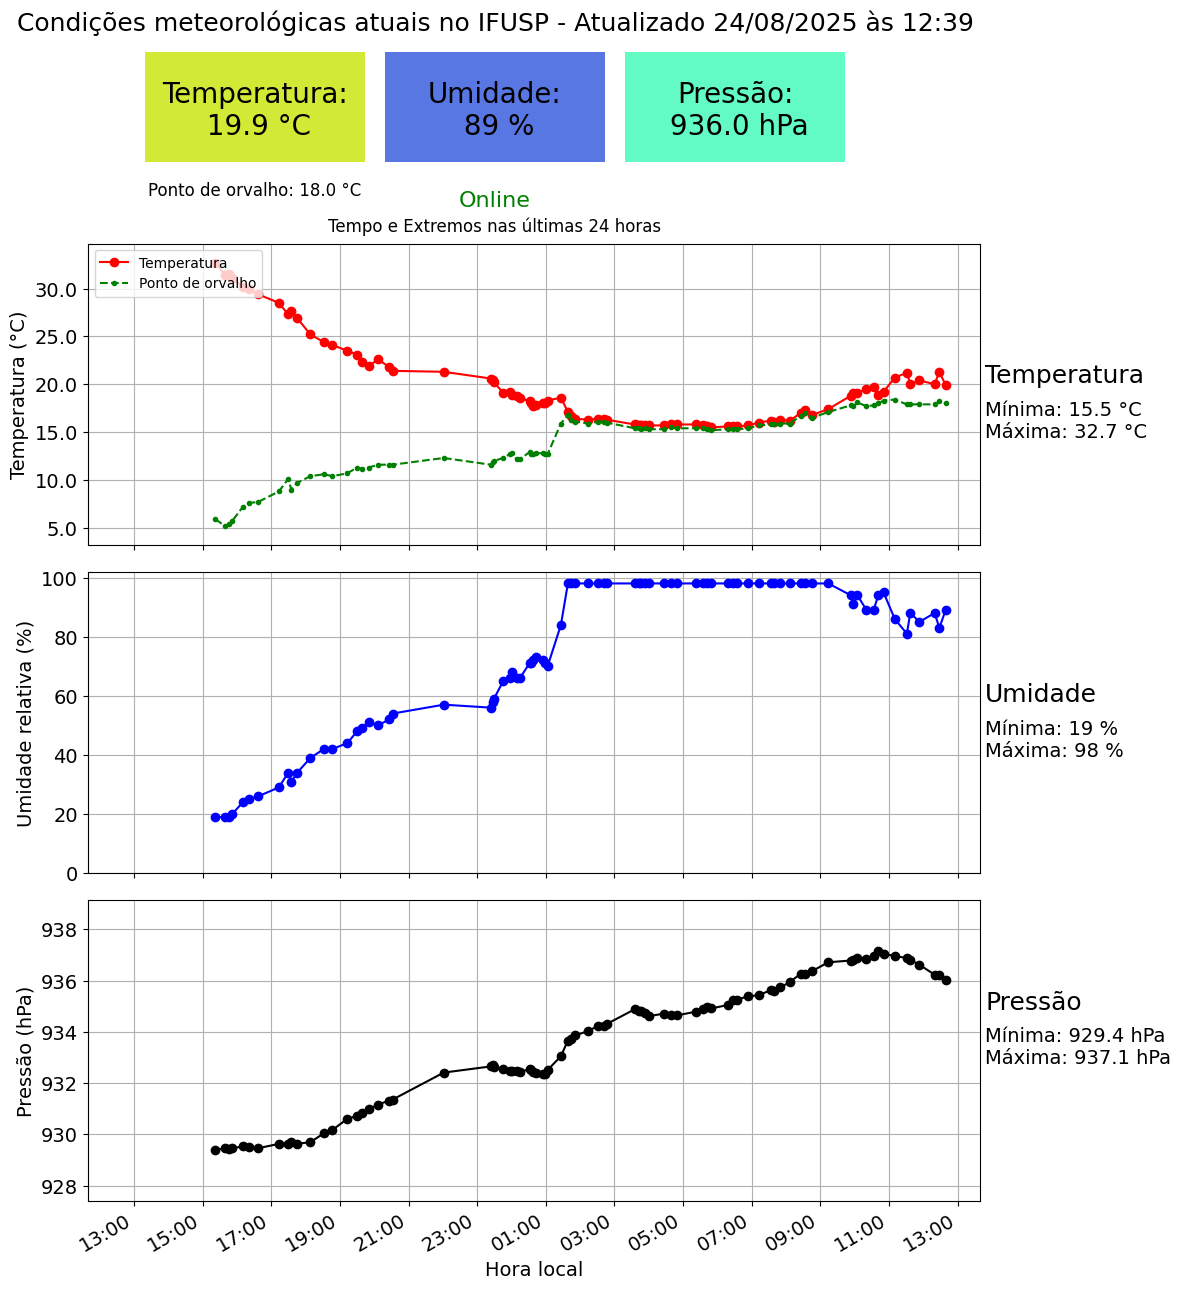 Condições meteorológicas atuais no IFUSP - Atualizado 24/08/2025 às 12:39
Temperatura:
19.9 °C
Umidade:
89 %
Pressão:
936.0 hPa
Ponto de orvalho: 18.0 °C
Online
Tempo e Extremos nas últimas 24 horas
Temperatura
Ponto de orvalho
Temperatura (°C)
30.0
25.0
20.0
15.0
10.0
5.0
Temperatura
Mínima: 15.5 °C
Máxima: 32.7 °C
Umidade relativa (%)
100
80
60
40
20
0
Umidade
Mínima: 19 %
Máxima: 98 %
Pressão (hPa)
938
936
934
932
930
928
Pressão
Mínima: 929.4 hPa
Máxima: 937.1 hPa
13:00
15:00
17:00
19:00
21:00
23:00
01:00
03:00
05:00
07:00
09:00
11:00
13:00
Hora local